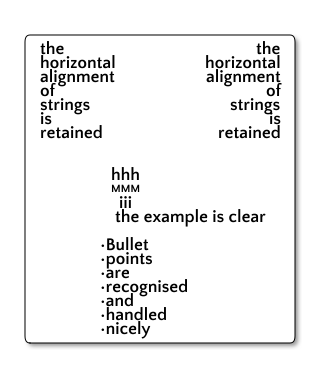 the
horizontal
alignment
of
strings
is
retained
the
horizontal
alignment
of
strings
is
retained
hhh
ммм
iii
the example is clear
·Bullet
·points
·are
·recognised
·and
·handled
·nicely